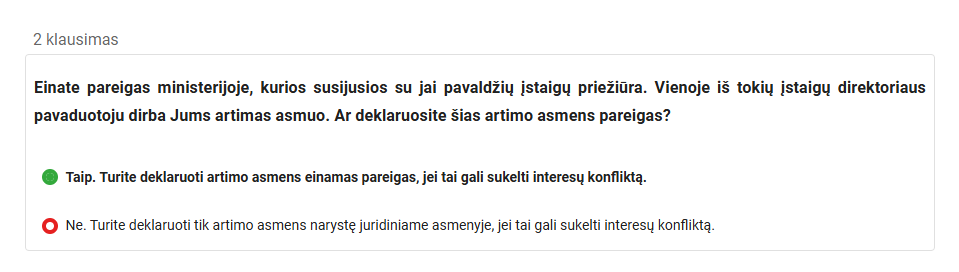 2 klausimas
Einate pareigas ministerijoje, kurios susijusios su jai pavaldžių įstaigų priežiūra. Vienoje iš tokių įstaigų direktoriaus
pavaduotoju dirba Jums artimas asmuo. Ar deklaruosite šias artimo asmens pareigas?
Taip. Turite deklaruoti artimo asmens einamas pareigas, jei tai gali sukelti interesų konfliktą.
Ne. Turite deklaruoti tik artimo asmens narystę juridiniame asmenyje, jei tai gali sukelti interesų konfliktą.